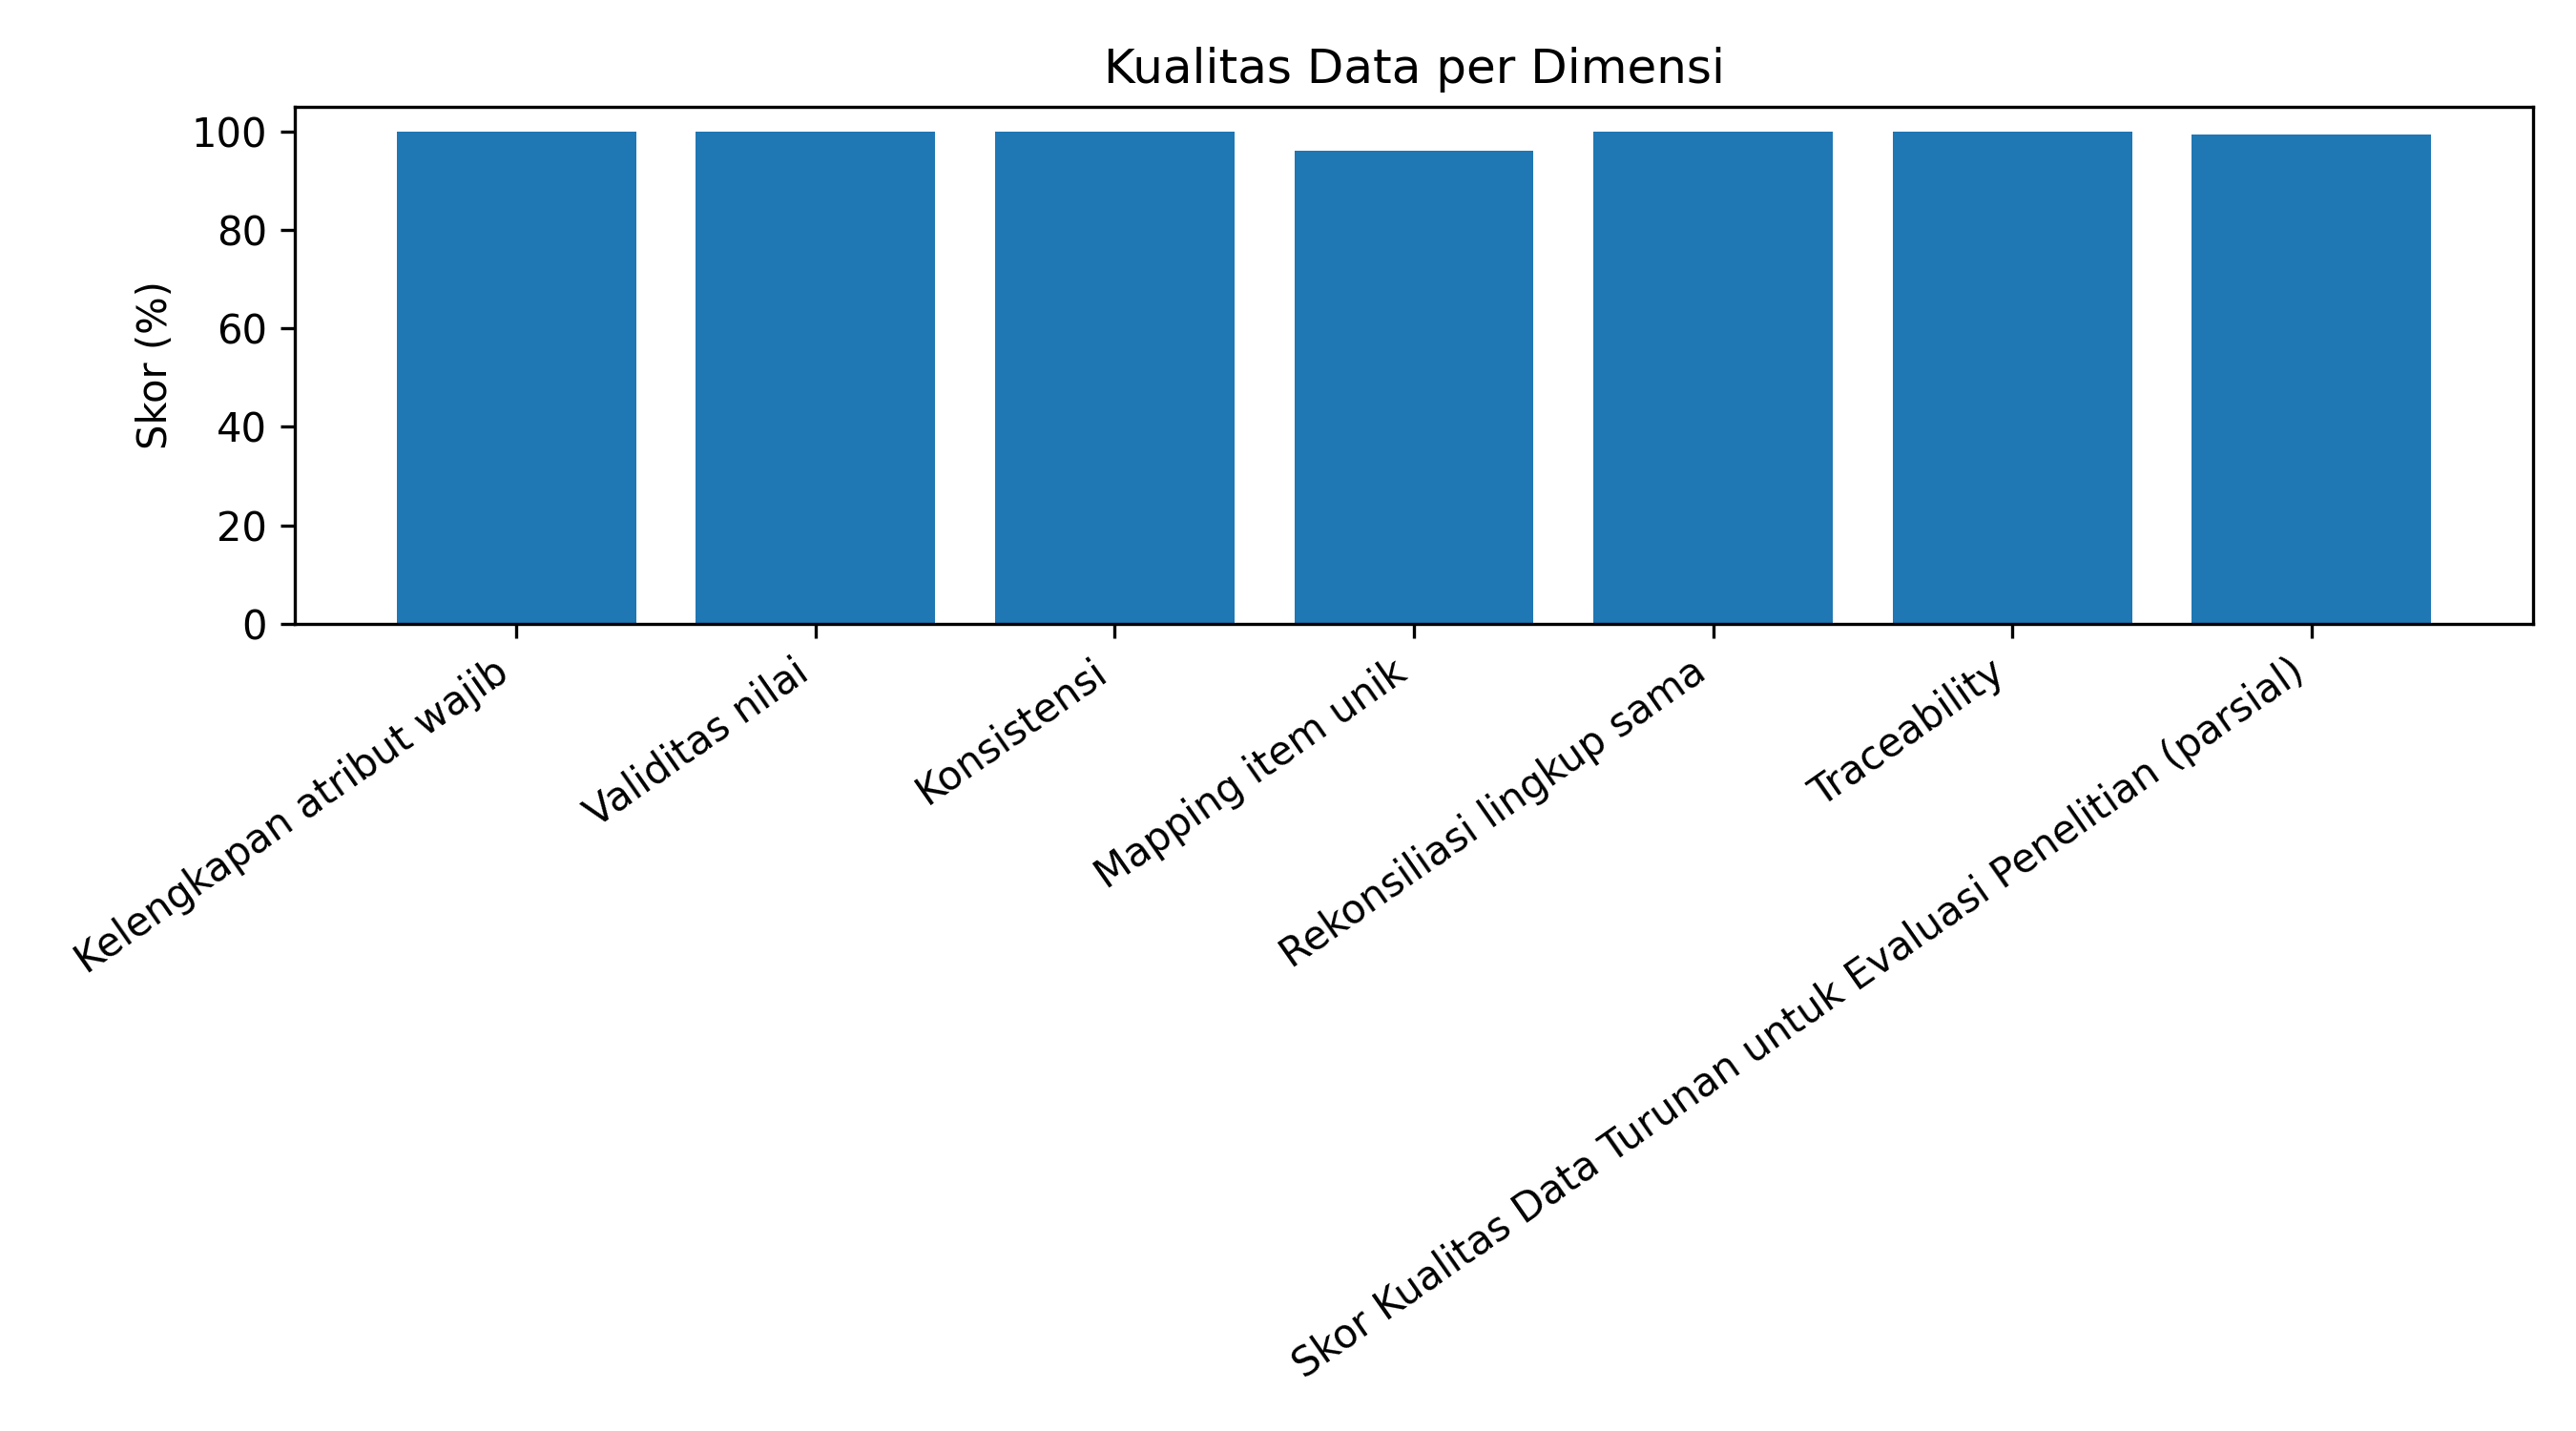 Kualitas Data per Dimensi
Skor (%)
100
80
60
40
20
0
Kelengkapan atribut wajib
Validitas nilai
Konsistensi
Mapping item unik
Rekonsiliasi lingkup sama
Traceability
Skor Kualitas Data Turunan untuk Evaluasi Penelitian (parsial)